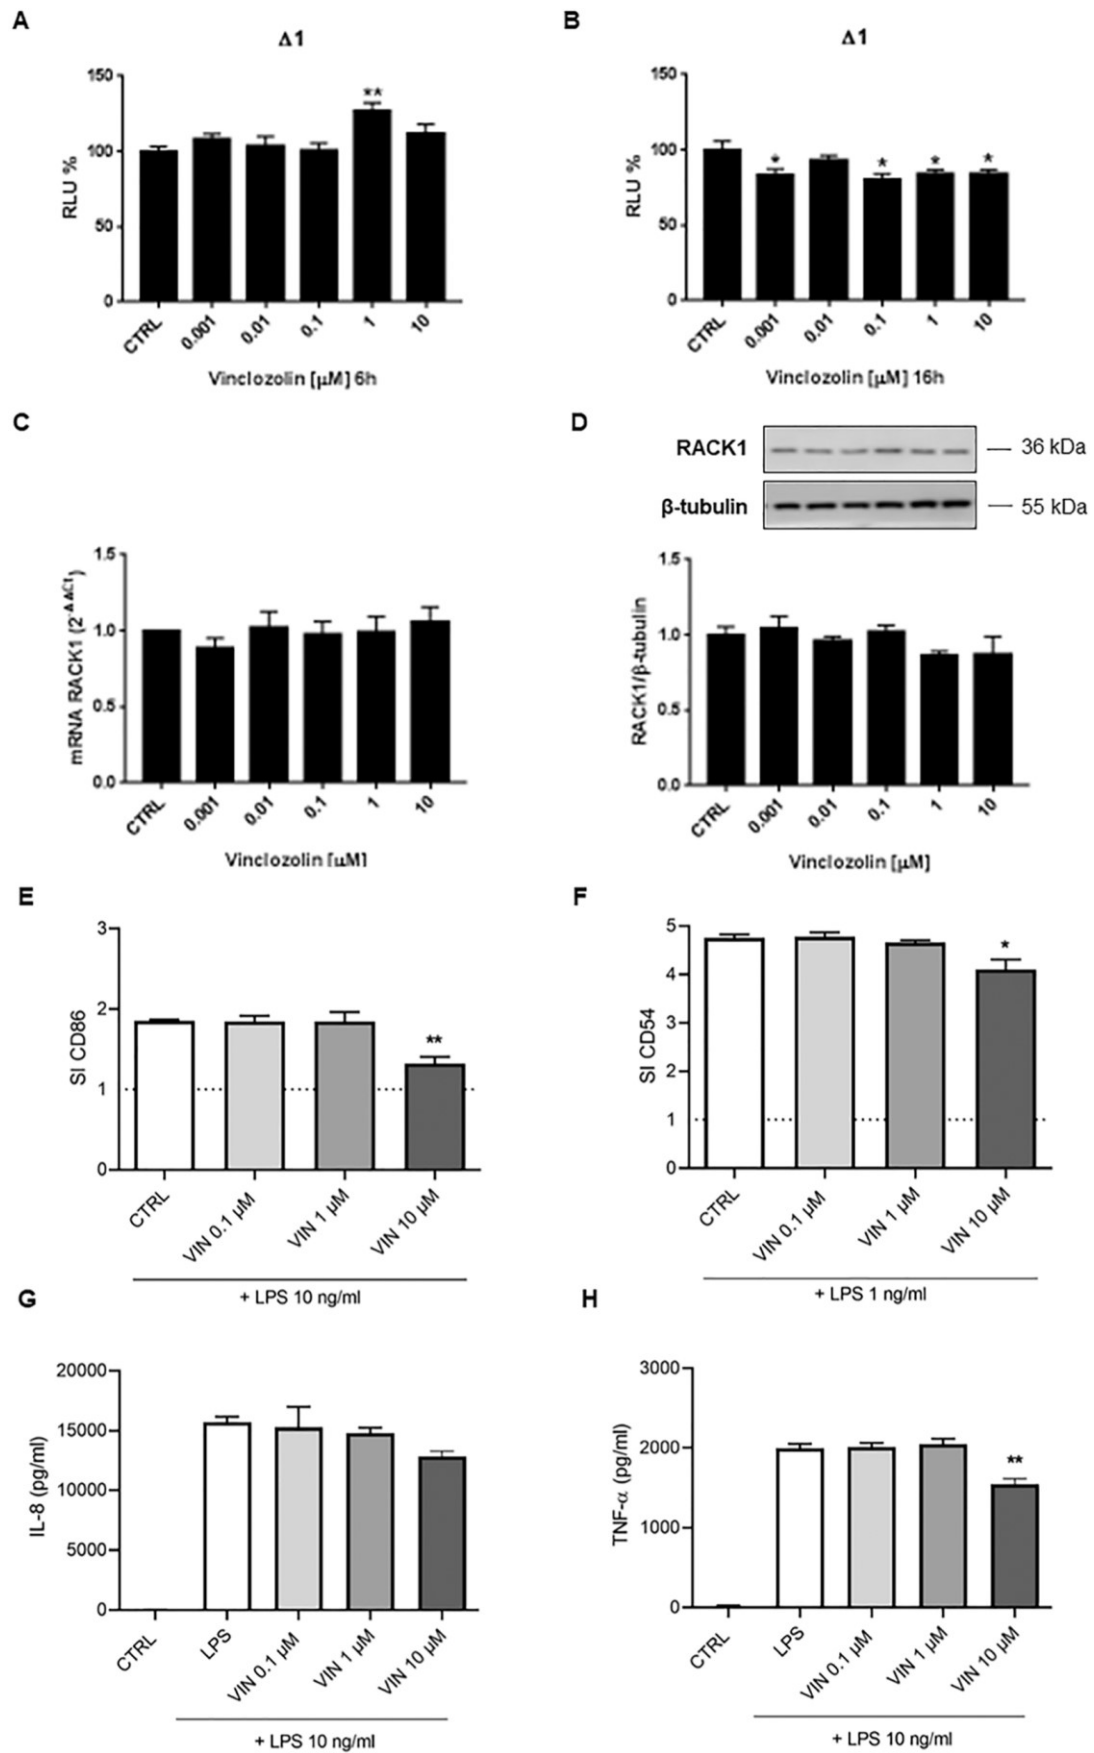 A
Δ1
150
100
50
0
RLU %
**
CTRL
0.001
0.01
0.1
1
10
Vinclozolin [μM] 6h
B
Δ1
150
100
50
0
RLU %
*
*
*
*
CTRL
0.001
0.01
0.1
1
10
Vinclozolin [μM] 16h
C
1.5
1.0
0.5
0.0
mRNA RACK1 (2^-ΔΔCt)
CTRL
0.001
0.01
0.1
1
10
Vinclozolin [μM]
D
RACK1
36 kDa
β-tubulin
55 kDa
1.5
1.0
0.5
0.0
RACK1/β-tubulin
CTRL
0.001
0.01
0.1
1
10
Vinclozolin [μM]
E
3
2
1
0
SI CD86
**
CTRL
VIN 0.1 μM
VIN 1 μM
VIN 10 μM
+ LPS 10 ng/ml
F
5
4
3
2
1
0
SI CD54
*
CTRL
VIN 0.1 μM
VIN 1 μM
VIN 10 μM
+ LPS 1 ng/ml
G
20000
15000
10000
5000
0
IL-8 (pg/ml)
CTRL
LPS
VIN 0.1 μM
VIN 1 μM
VIN 10 μM
+ LPS 10 ng/ml
H
3000
2000
1000
0
TNF-α (pg/ml)
**
CTRL
LPS
VIN 0.1 μM
VIN 1 μM
VIN 10 μM
+ LPS 10 ng/ml